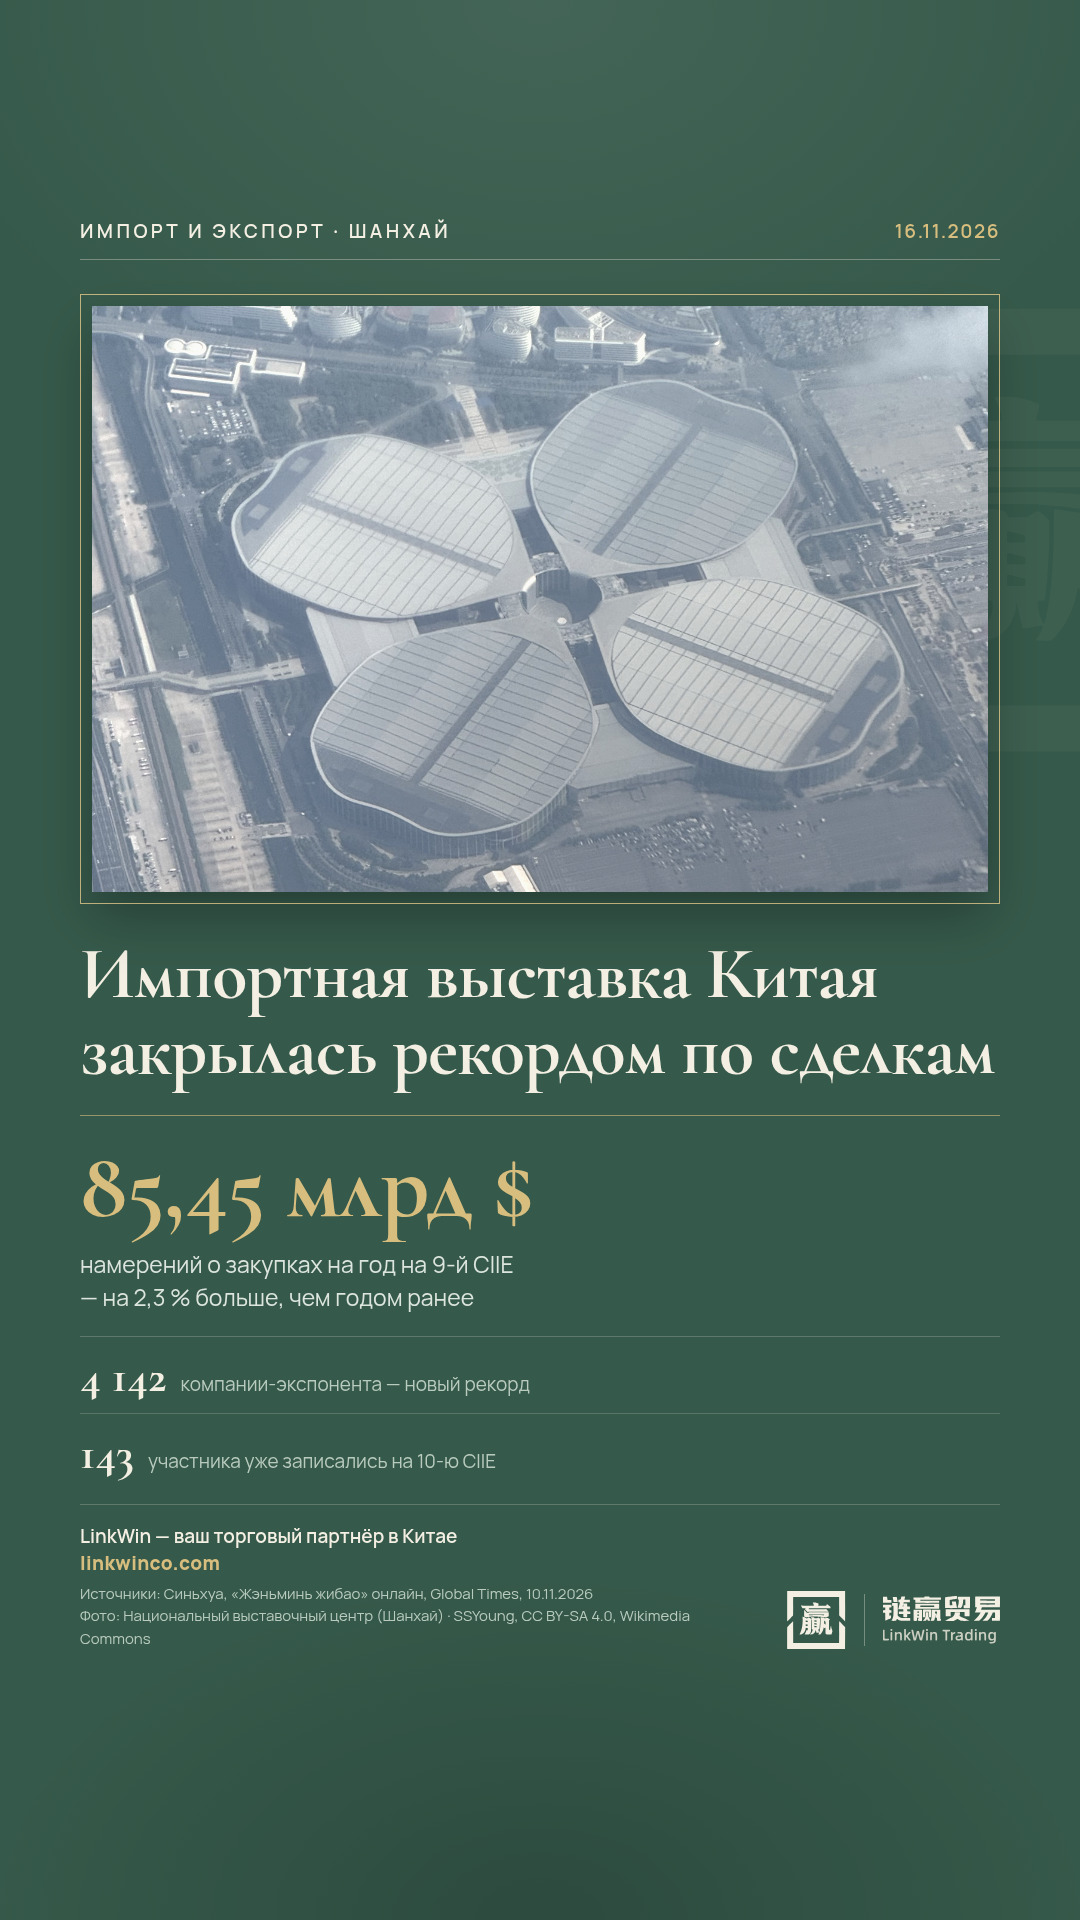 ИМПОРТ И ЭКСПОРТ · ШАНХАЙ
16.11.2026
Импортная выставка Китая
закрылась рекордом по сделкам
85,45 млрд $
намерений о закупках на год на 9-й CIIE
— на 2,3 % больше, чем годом ранее
4 142 компании-экспонента — новый рекорд
143 участника уже записались на 10-ю CIIE
LinkWin — ваш торговый партнёр в Китае
linkwinco.com
Источники: Синьхуа, «Жэньминь жибао» онлайн, Global Times, 10.11.2026
Фото: Национальный выставочный центр (Шанхай) · SSYoung, CC BY-SA 4.0, Wikimedia
Commons
赢
链赢贸易
LinkWin Trading